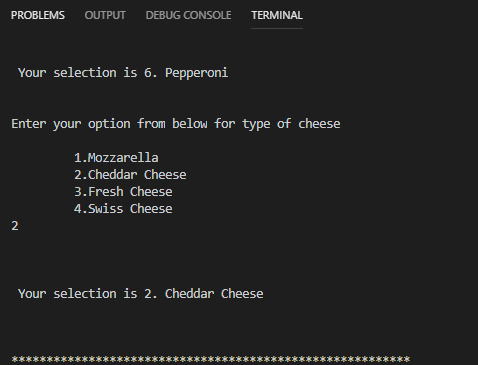 PROBLEMS OUTPUT DEBUG CONSOLE TERMINAL
Your selection is 6. Pepperoni
Enter your option from below for type of cheese
1.Mozzarella
2.Cheddar Cheese
3.Fresh Cheese
4.Swiss Cheese
2
Your selection is 2. Cheddar Cheese
*********************************************************